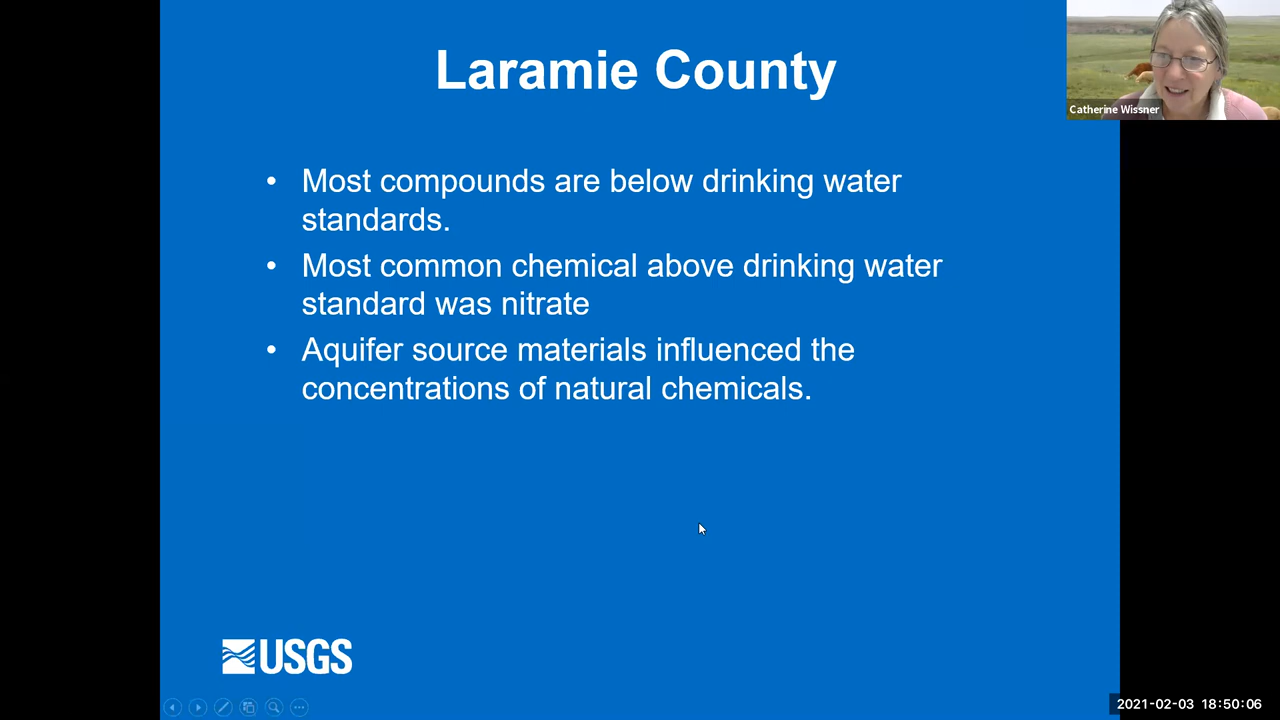 Laramie County
Catherine Wissner
• Most compounds are below drinking water
standards.
• Most common chemical above drinking water
standard was nitrate
• Aquifer source materials influenced the
concentrations of natural chemicals.
USGS
2021-02-03 18:50:06